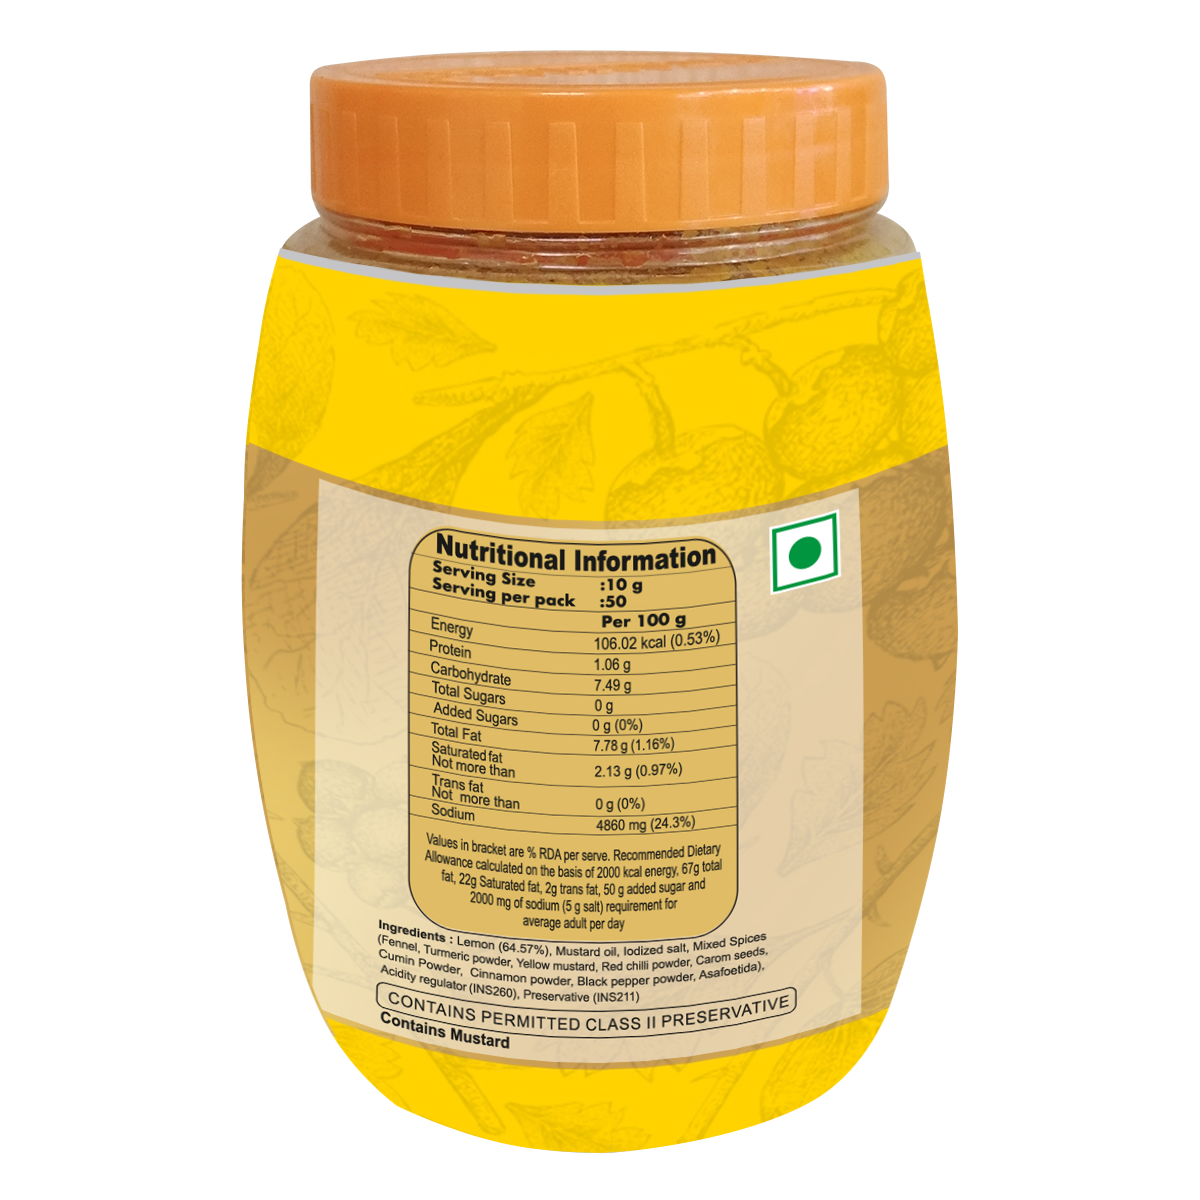 Nutritional Information
Serving Size :10 g
Serving per pack :50
Per 100 g
Energy 106.02 kcal (0.53%)
Protein 1.06 g
Carbohydrate 7.49 g
Total Sugars 0 g
Added Sugars 0 g (0%)
Total Fat 7.78 g (1.16%)
Saturated fat
Not more than 2.13 g (0.97%)
Trans fat
Not more than 0 g (0%)
Sodium 4860 mg (24.3%)
Values in bracket are % RDA per serve. Recommended Dietary
Allowance calculated on the basis of 2000 kcal energy, 67g total
fat, 22g Saturated fat, 2g trans fat, 50 g added sugar and
2000 mg of sodium (5 g salt) requirement for
average adult per day
Ingredients : Lemon (64.57%), Mustard oil, Iodized salt, Mixed Spices
(Fennel, Turmeric powder, Yellow mustard, Red chilli powder, Carom seeds,
Cumin Powder, Cinnamon powder, Black pepper powder, Asafoetida),
Acidity regulator (INS260), Preservative (INS211)
CONTAINS PERMITTED CLASS II PRESERVATIVE
Contains Mustard